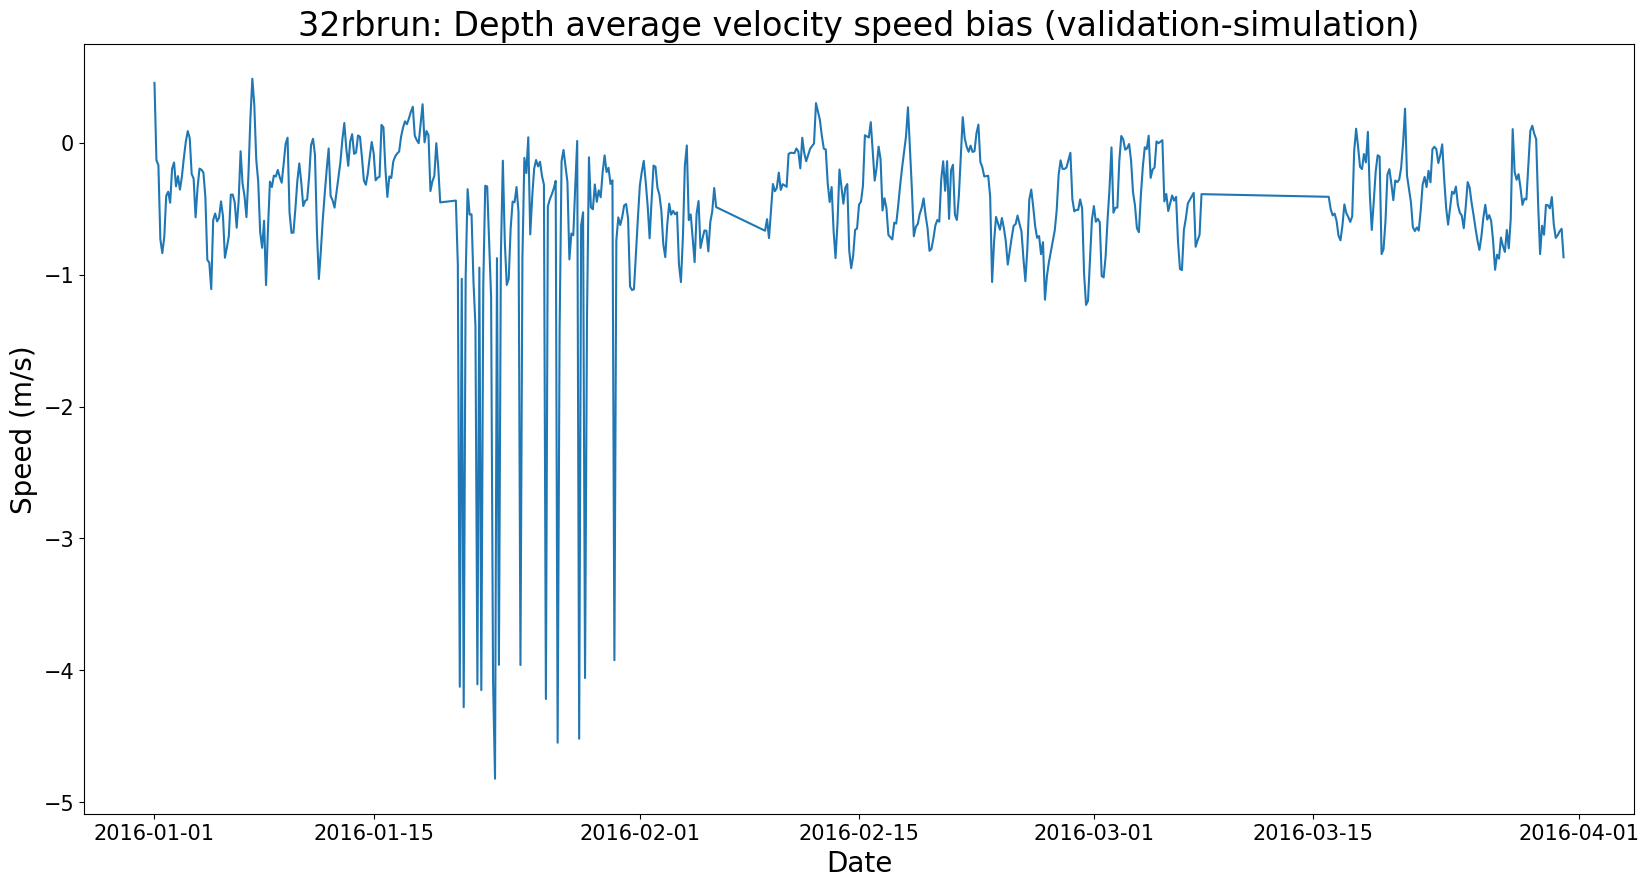 32rbrun: Depth average velocity speed bias (validation-simulation)
Speed (m/s)
0
−1
−2
−3
−4
−5
2016-01-01 2016-01-15 2016-02-01 2016-02-15 2016-03-01 2016-03-15 2016-04-01
Date